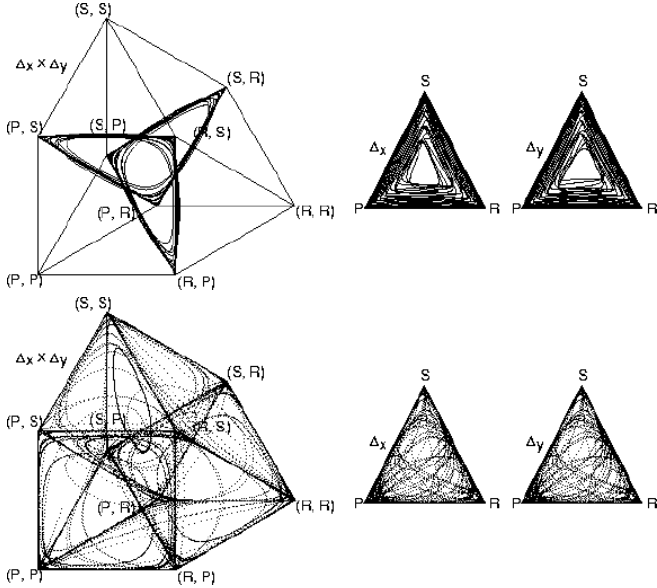 (S, S)
Δx × Δy
(S, R)
S
S
(P, S)
(S, P)
(R, S)
Δx
Δy
(P, R)
(R, R)
P
R
P
R
(P, P)
(R, P)
(S, S)
Δx × Δy
(S, R)
S
S
(P, S)
(S, P)
(R, S)
Δx
Δy
(P, R)
(R, R)
P
R
P
R
(P, P)
(R, P)